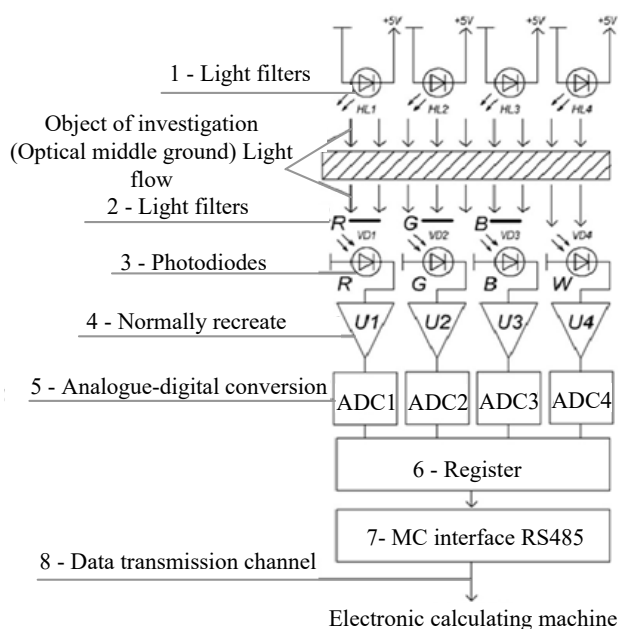 +5V +5V +5V +5V
1 - Light filters
HL1 HL2 HL3 HL4
Object of investigation
(Optical middle ground) Light
flow
2 - Light filters
R G B
VD1 VD2 VD3 VD4
3 - Photodiodes
R G B W
4 - Normally recreate
U1 U2 U3 U4
5 - Analogue-digital conversion
ADC1 ADC2 ADC3 ADC4
6 - Register
7- MC interface RS485
8 - Data transmission channel
Electronic calculating machine